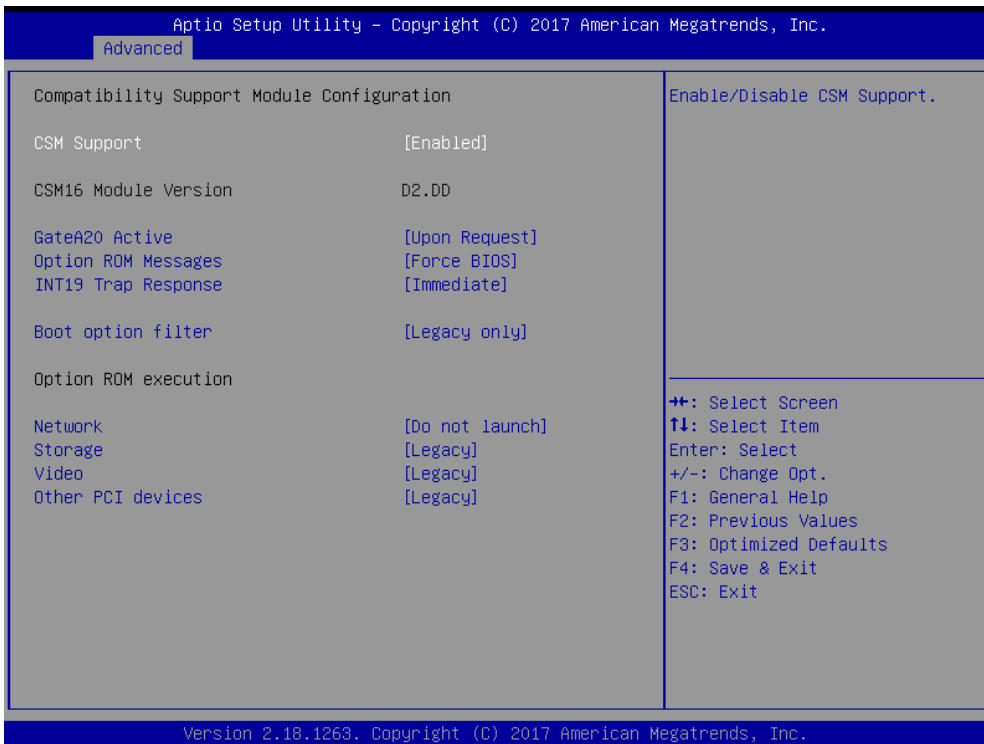 Aptio Setup Utility – Copyright (C) 2017 American Megatrends, Inc.
Advanced
Compatibility Support Module Configuration
CSM Support [Enabled]
CSM16 Module Version D2.DD
GateA20 Active [Upon Request]
Option ROM Messages [Force BIOS]
INT19 Trap Response [Immediate]
Boot option filter [Legacy only]
Option ROM execution
Network [Do not launch]
Storage [Legacy]
Video [Legacy]
Other PCI devices [Legacy]
Enable/Disable CSM Support.
→←: Select Screen
↑↓: Select Item
Enter: Select
+/-: Change Opt.
F1: General Help
F2: Previous Values
F3: Optimized Defaults
F4: Save & Exit
ESC: Exit
Version 2.18.1263. Copyright (C) 2017 American Megatrends, Inc.